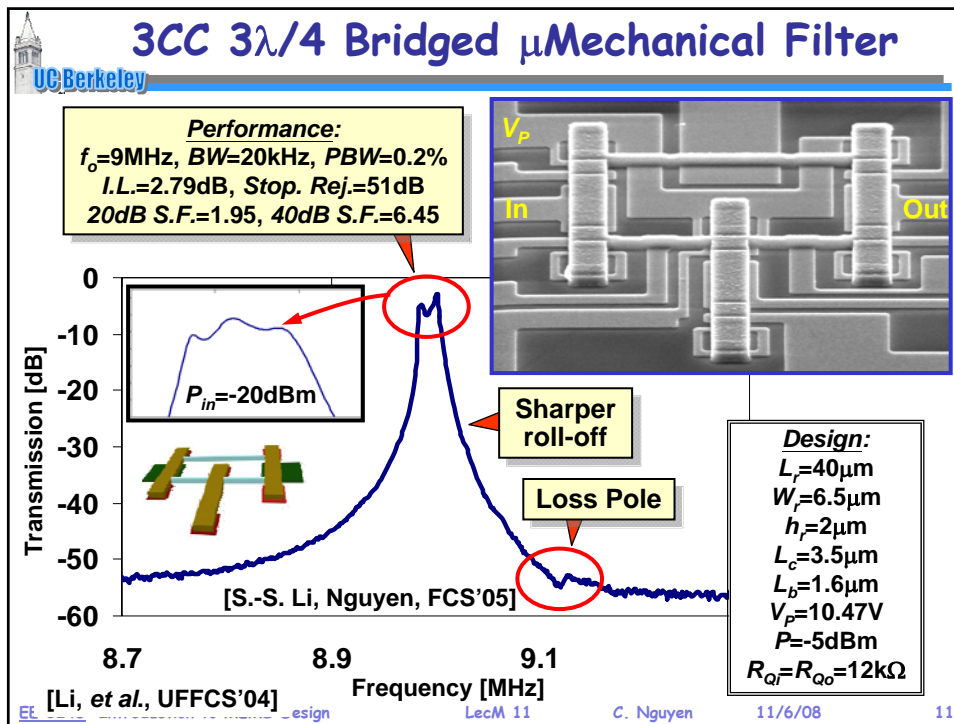 3CC 3λ/4 Bridged μMechanical Filter
UC Berkeley
Performance:
fo=9MHz, BW=20kHz, PBW=0.2%
I.L.=2.79dB, Stop. Rej.=51dB
20dB S.F.=1.95, 40dB S.F.=6.45
VP
In
Out
0
-10
-20
-30
-40
-50
-60
Transmission [dB]
Pin=-20dBm
Sharper
roll-off
Loss Pole
[S.-S. Li, Nguyen, FCS'05]
Design:
Lr=40μm
Wr=6.5μm
hr=2μm
Lc=3.5μm
Lb=1.6μm
VP=10.47V
P=-5dBm
RQi=RQo=12kΩ
8.7
8.9
9.1
Frequency [MHz]
[Li, et al., UFFCS'04]
esign
LecM 11
C. Nguyen
11/6/08
11